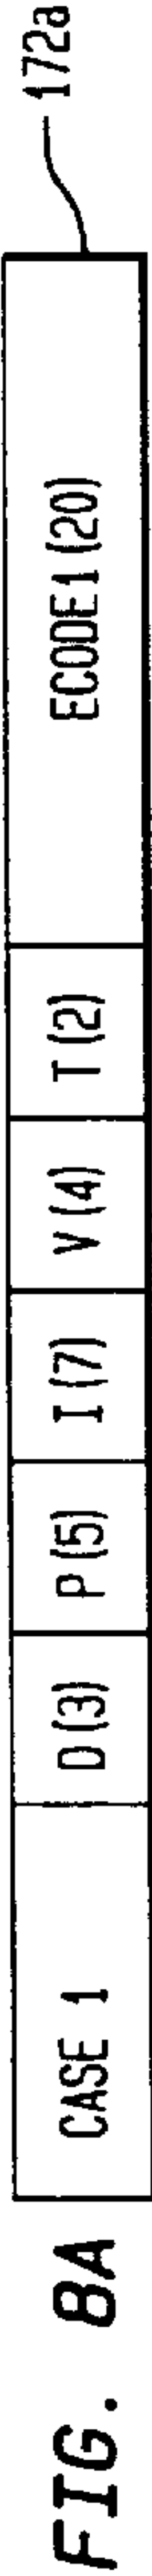 FIG. 8A
CASE 1 D(3) P(5) I(7) V(4) T(2) ECODE1(20) 172a